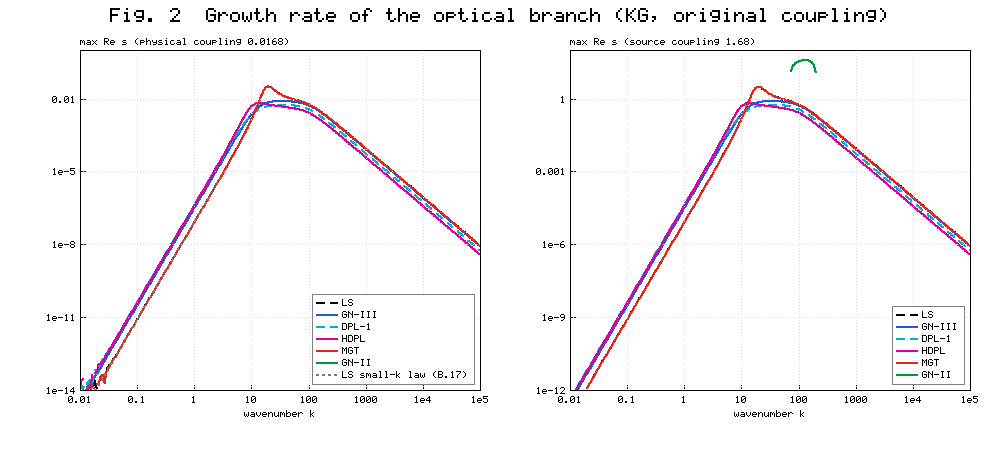 Fig. 2 Growth rate of the optical branch (KG, original coupling)
max Re s (physical coupling 0.0168)
0.01
1e-5
1e-8
1e-11
1e-14
0.01 0.1 1 10 100 1000 1e4 1e5
wavenumber k
LS
GN-III
DPL-1
HDPL
MGT
GN-II
LS small-k law (B.17)
max Re s (source coupling 1.68)
1
0.001
1e-6
1e-9
1e-12
0.01 0.1 1 10 100 1000 1e4 1e5
wavenumber k
LS
GN-III
DPL-1
HDPL
MGT
GN-II